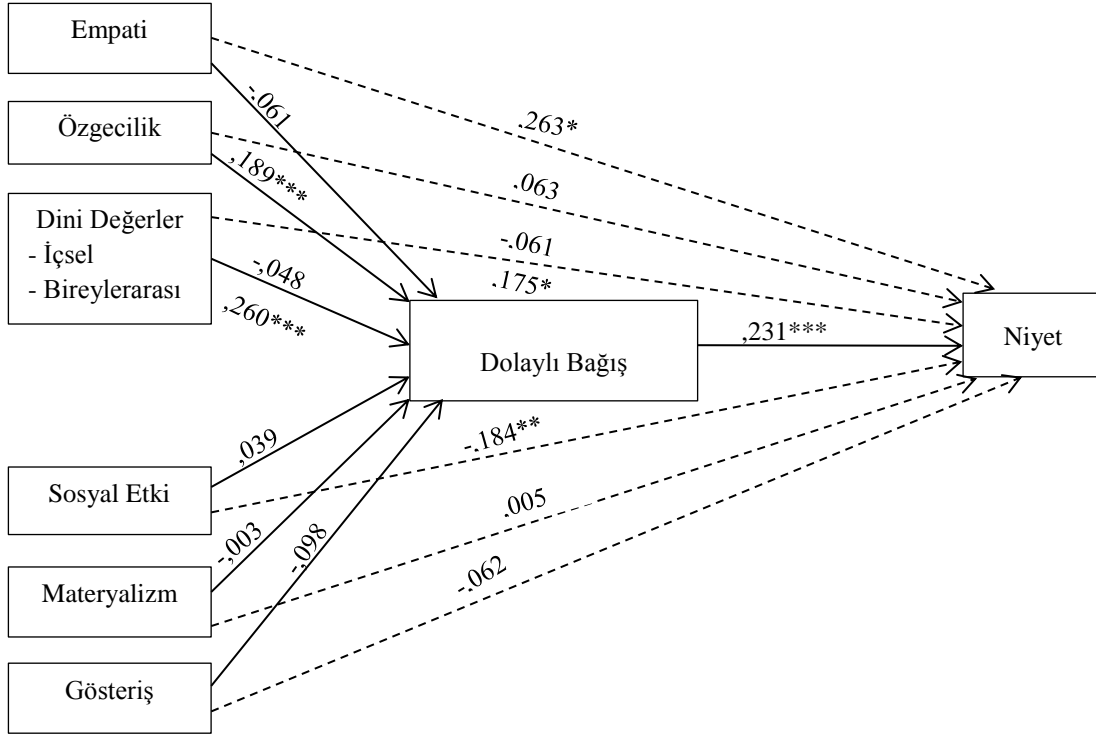 Empati
-.061
.263*
Özgecilik
,189***
.063
Dini Değerler
- İçsel
- Bireylerarası
-,048
,260***
-.061
.175*
Dolaylı Bağış
,231***
Niyet
Sosyal Etki
,039
-.184**
Materyalizm
-,003
.005
Gösteriş
-,098
-.062